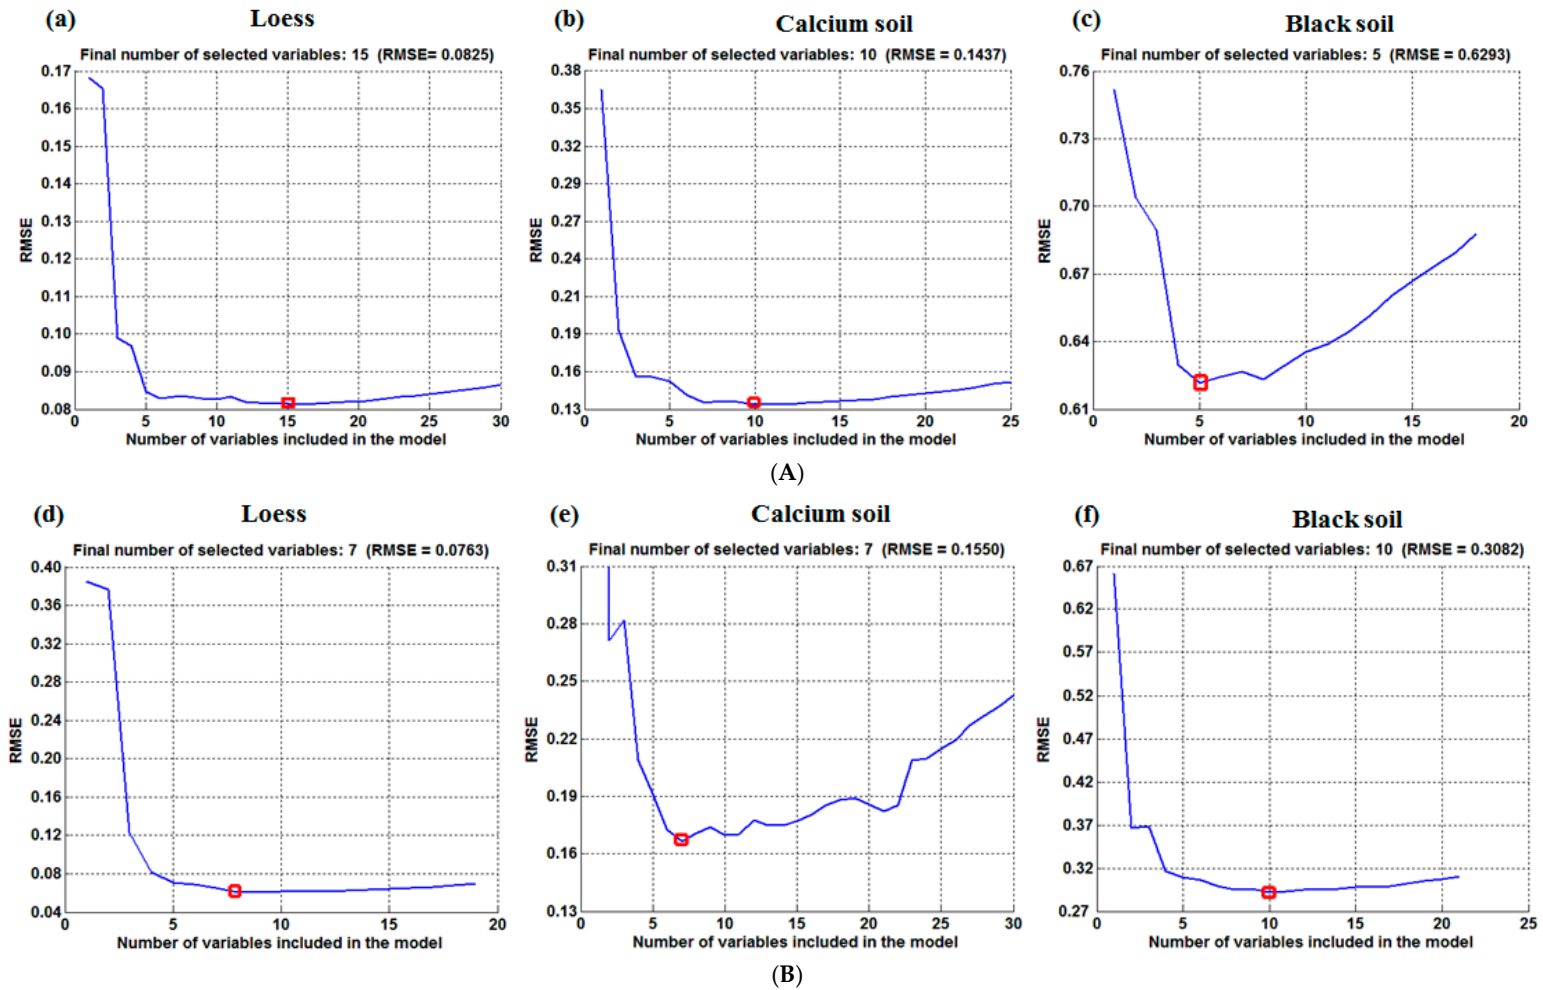 (a) Loess
Final number of selected variables: 15 (RMSE= 0.0825)
0.17
0.16
0.15
0.14
0.13
0.12
0.11
0.10
0.09
0.08
RMSE
0 5 10 15 20 25 30
Number of variables included in the model
(b) Calcium soil
Final number of selected variables: 10 (RMSE = 0.1437)
0.38
0.35
0.32
0.29
0.27
0.24
0.21
0.19
0.16
0.13
RMSE
0 5 10 15 20 25
Number of variables included in the model
(c) Black soil
Final number of selected variables: 5 (RMSE = 0.6293)
0.76
0.73
0.70
0.67
0.64
0.61
RMSE
0 5 10 15 20
Number of variables included in the model
(A)
(d) Loess
Final number of selected variables: 7 (RMSE = 0.0763)
0.40
0.36
0.32
0.28
0.24
0.20
0.16
0.12
0.08
0.04
RMSE
0 5 10 15 20
Number of variables included in the model
(e) Calcium soil
Final number of selected variables: 7 (RMSE = 0.1550)
0.31
0.28
0.25
0.22
0.19
0.16
0.13
RMSE
0 5 10 15 20 25 30
Number of variables included in the model
(f) Black soil
Final number of selected variables: 10 (RMSE = 0.3082)
0.67
0.62
0.57
0.52
0.47
0.42
0.37
0.32
0.27
RMSE
0 5 10 15 20 25
Number of variables included in the model
(B)